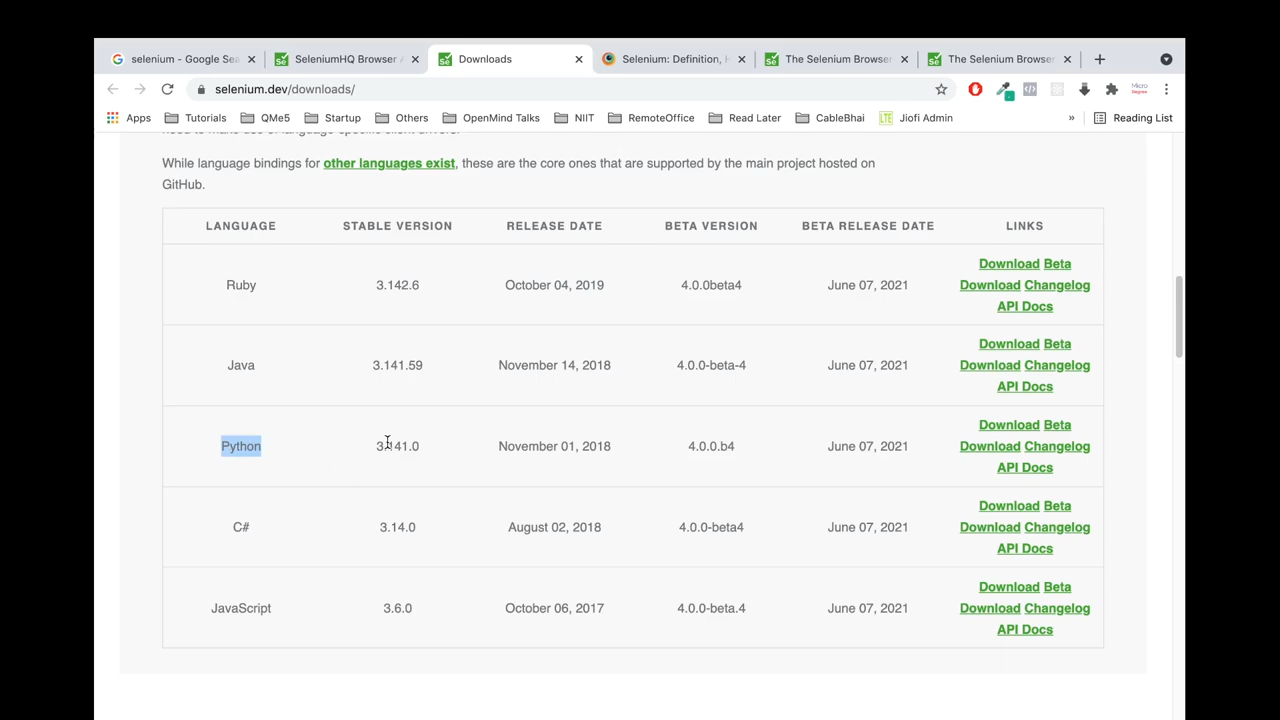 selenium - Google Sea
SeleniumHQ Browser A
Downloads
Selenium: Definition, H
The Selenium Browser
The Selenium Browser
selenium.dev/downloads/
Apps Tutorials QMe5 Startup Others OpenMind Talks NIIT RemoteOffice Read Later CableBhai Jiofi Admin » Reading List
While language bindings for other languages exist, these are the core ones that are supported by the main project hosted on
GitHub.
LANGUAGE STABLE VERSION RELEASE DATE BETA VERSION BETA RELEASE DATE LINKS
Ruby 3.142.6 October 04, 2019 4.0.0beta4 June 07, 2021 Download Beta
Download Changelog
API Docs
Java 3.141.59 November 14, 2018 4.0.0-beta-4 June 07, 2021 Download Beta
Download Changelog
API Docs
Python 3.141.0 November 01, 2018 4.0.0.b4 June 07, 2021 Download Beta
Download Changelog
API Docs
C# 3.14.0 August 02, 2018 4.0.0-beta4 June 07, 2021 Download Beta
Download Changelog
API Docs
JavaScript 3.6.0 October 06, 2017 4.0.0-beta.4 June 07, 2021 Download Beta
Download Changelog
API Docs